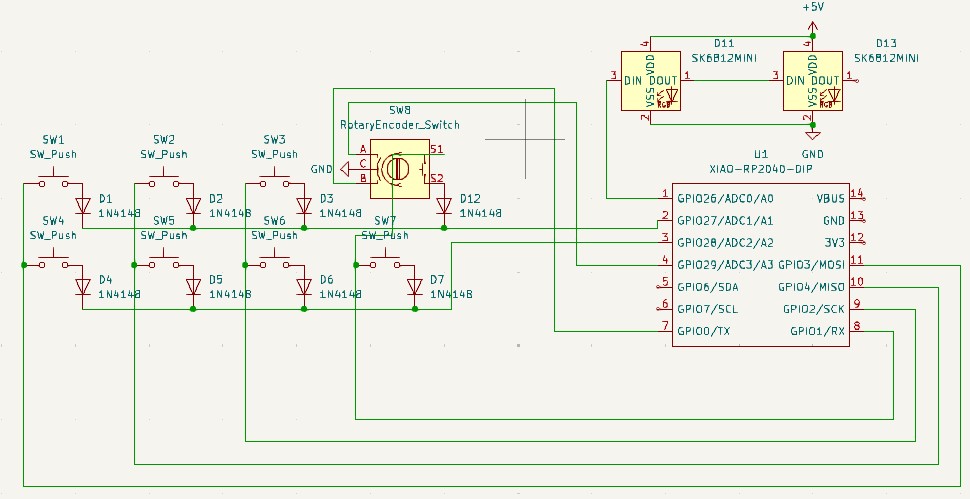 +5V
D11
SK6812MINI
D13
SK6812MINI
4
VDD
3
DIN
DOUT
1
VSS
RGB
2
4
VDD
3
DIN
DOUT
1
VSS
RGB
2
GND
SW8
RotaryEncoder_Switch
A
S1
GND
C
B
S2
SW1
SW_Push
SW2
SW_Push
SW3
SW_Push
D1
1N4148
D2
1N4148
D3
1N4148
D12
1N4148
SW4
SW_Push
SW5
SW_Push
SW6
SW_Push
SW7
SW_Push
D4
1N4148
D5
1N4148
D6
1N4148
D7
1N4148
U1
XIAO-RP2040-DIP
1
GPIO26/ADC0/A0
VBUS
14
2
GPIO27/ADC1/A1
GND
13
3
GPIO28/ADC2/A2
3V3
12
4
GPIO29/ADC3/A3
GPIO3/MOSI
11
5
GPIO6/SDA
GPIO4/MISO
10
6
GPIO7/SCL
GPIO2/SCK
9
7
GPIO0/TX
GPIO1/RX
8